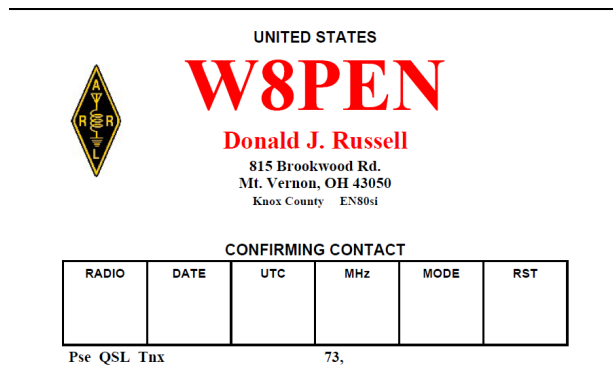 UNITED STATES
W8PEN
A
R R
L
Donald J. Russell
815 Brookwood Rd.
Mt. Vernon, OH 43050
Knox County EN80si
CONFIRMING CONTACT
RADIO DATE UTC MHz MODE RST
Pse QSL Tnx 73,